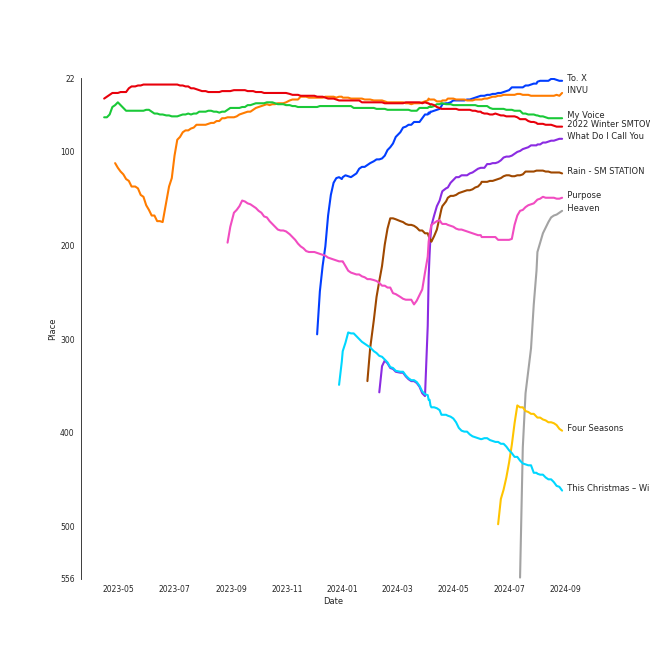 22
100
200
300
400
500
556
Place
2023-05
2023-07
2023-09
2023-11
2024-01
2024-03
2024-05
2024-07
2024-09
Date
To. X
INVU
My Voice
2022 Winter SMTOW
What Do I Call You
Rain - SM STATION
Purpose
Heaven
Four Seasons
This Christmas – Wi